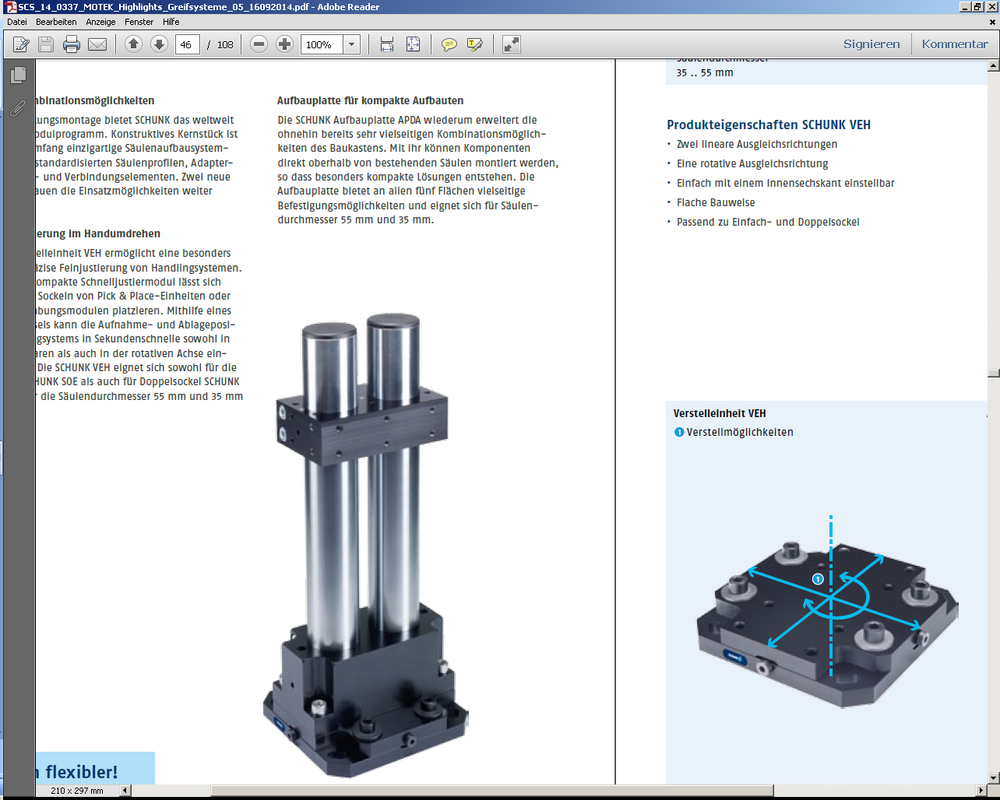 SCS_14_0337_MOTEK_Highlights_Greifsysteme_05_16092014.pdf - Adobe Reader
Datei Bearbeiten Anzeige Fenster Hilfe
46 / 108 100% Signieren Kommentar
binationsmöglichkeiten
ungsmontage bietet SCHUNK das weltweit
dulprogramm. Konstruktives Kernstück ist
mfang einzigartige Säulenaufbausystem-
standardisierten Säulenprofilen, Adapter-
- und Verbindungselementen. Zwei neue
auen die Einsatzmöglichkeiten weiter
erung im Handumdrehen
elleinheit VEH ermöglicht eine besonders
äzise Feinjustierung von Handlingsystemen.
ompakte Schnelljustiermodul lässt sich
Sockeln von Pick & Place-Einheiten oder
bungsmodulen platzieren. Mithilfe eines
sels kann die Aufnahme- und Ablageposi-
gsystems in Sekundenschnelle sowohl in
aren als auch in der rotativen Achse ein-
Die SCHUNK VEH eignet sich sowohl für die
HUNK SOE als auch für Doppelsockel SCHUNK
r die Säulendurchmesser 55 mm und 35 mm
Aufbauplatte für kompakte Aufbauten
Die SCHUNK Aufbauplatte APDA wiederum erweitert die
ohnehin bereits sehr vielseitigen Kombinationsmöglich-
keiten des Baukastens. Mit ihr können Komponenten
direkt oberhalb von bestehenden Säulen montiert werden,
so dass besonders kompakte Lösungen entstehen. Die
Aufbauplatte bietet an allen fünf Flächen vielseitige
Befestigungsmöglichkeiten und eignet sich für Säulen-
durchmesser 55 mm und 35 mm.
n flexibler!
Säulendurchmesser
35 .. 55 mm
Produkteigenschaften SCHUNK VEH
• Zwei lineare Ausgleichsrichtungen
• Eine rotative Ausgleichsrichtung
• Einfach mit einem Innensechskant einstellbar
• Flache Bauweise
• Passend zu Einfach- und Doppelsockel
Verstelleinheit VEH
1 Verstellmöglichkeiten
1
210 x 297 mm